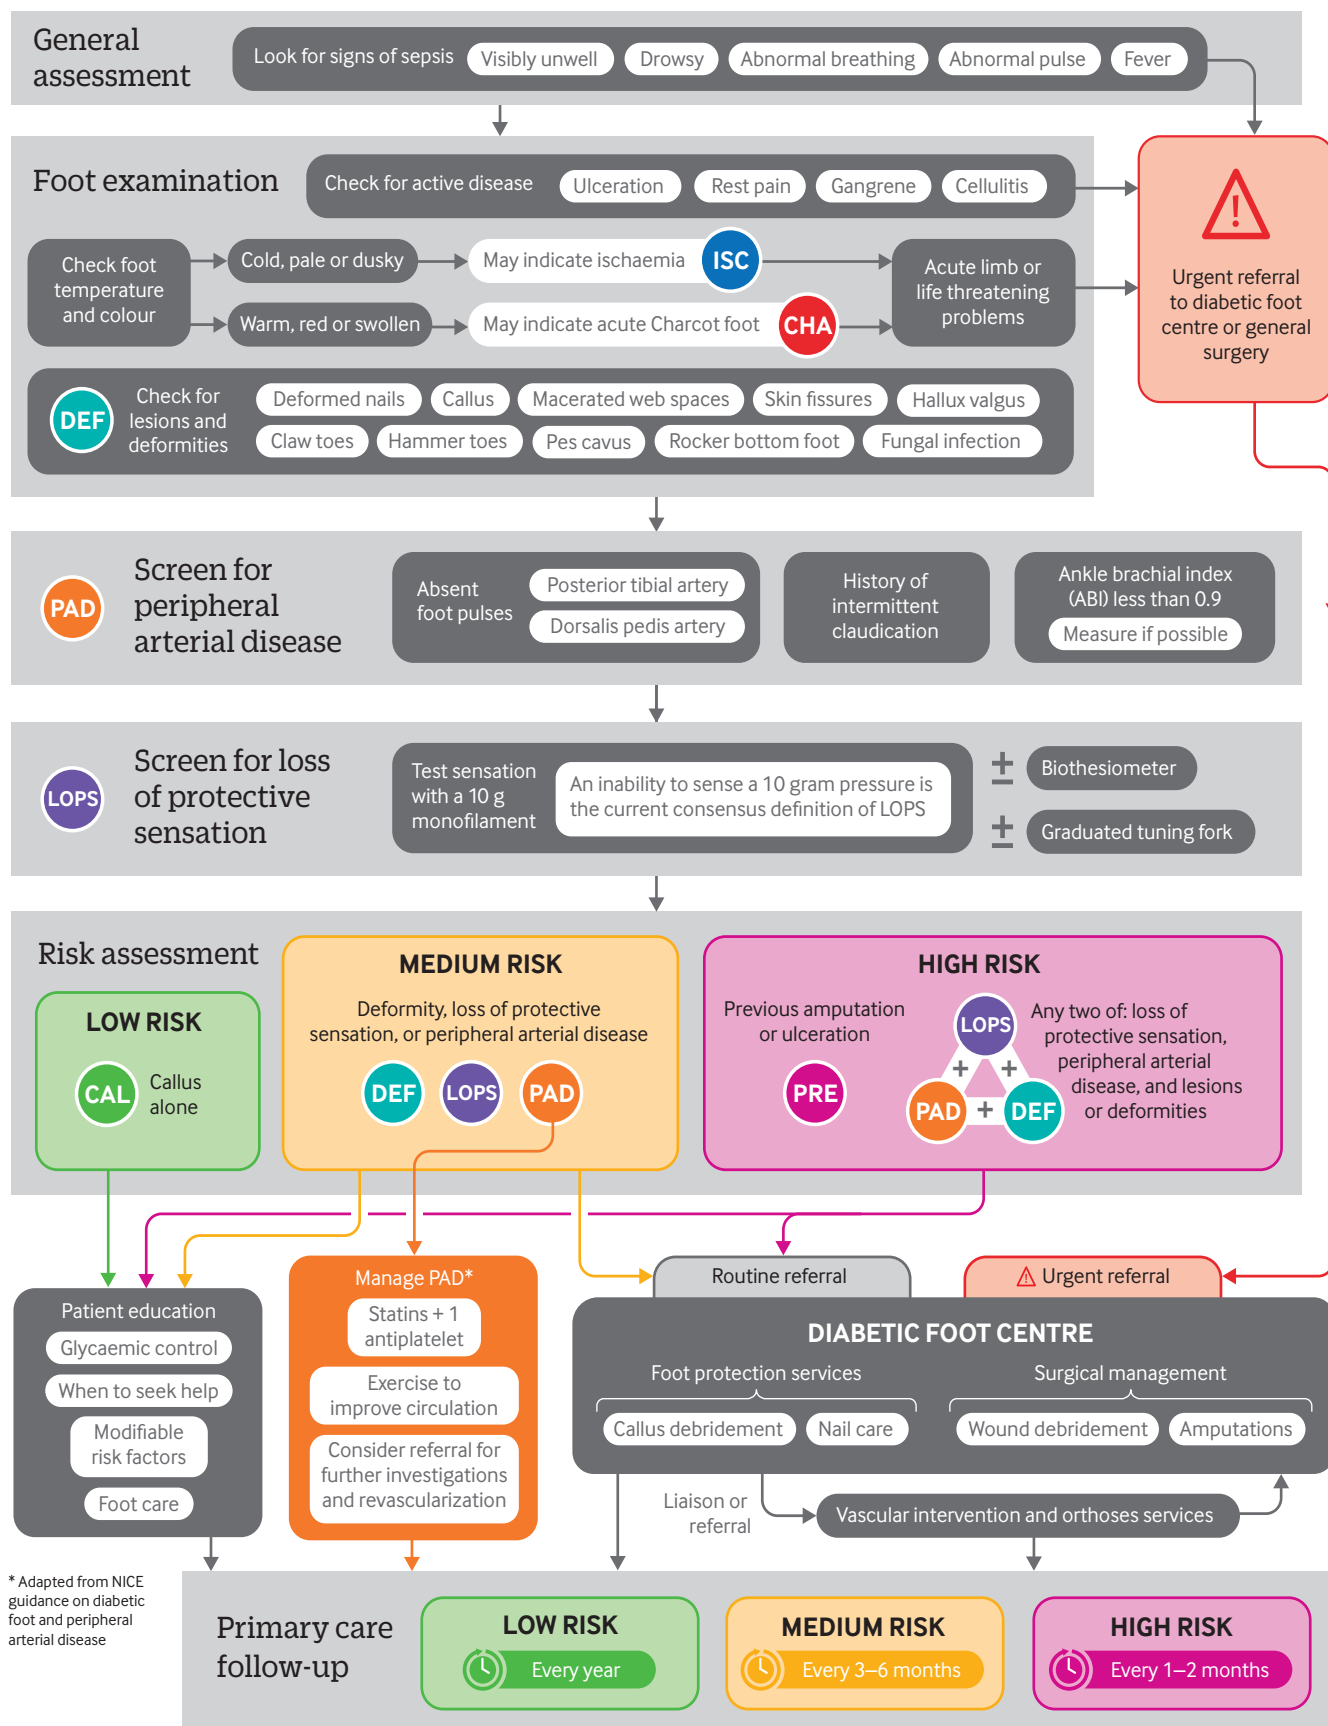 General
assessment
Look for signs of sepsis
Visibly unwell
Drowsy
Abnormal breathing
Abnormal pulse
Fever
Foot examination
Check for active disease
Ulceration
Rest pain
Gangrene
Cellulitis
Check foot
temperature
and colour
Cold, pale or dusky
May indicate ischaemia
ISC
Warm, red or swollen
May indicate acute Charcot foot
CHA
Acute limb or
life threatening
problems
!
Urgent referral
to diabetic foot
centre or general
surgery
DEF
Check for
lesions and
deformities
Deformed nails
Callus
Macerated web spaces
Skin fissures
Hallux valgus
Claw toes
Hammer toes
Pes cavus
Rocker bottom foot
Fungal infection
PAD
Screen for
peripheral
arterial disease
Absent
foot pulses
Posterior tibial artery
Dorsalis pedis artery
History of
intermittent
claudication
Ankle brachial index
(ABI) less than 0.9
Measure if possible
LOPS
Screen for loss
of protective
sensation
Test sensation
with a 10 g
monofilament
An inability to sense a 10 gram pressure is
the current consensus definition of LOPS
± Biothesiometer
± Graduated tuning fork
Risk assessment
LOW RISK
CAL
Callus
alone
MEDIUM RISK
Deformity, loss of protective
sensation, or peripheral arterial disease
DEF
LOPS
PAD
HIGH RISK
Previous amputation
or ulceration
PRE
LOPS
+ +
PAD + DEF
Any two of: loss of
protective sensation,
peripheral arterial
disease, and lesions
or deformities
Patient education
Glycaemic control
When to seek help
Modifiable
risk factors
Foot care
Manage PAD*
Statins + 1
antiplatelet
Exercise to
improve circulation
Consider referral for
further investigations
and revascularization
Routine referral
! Urgent referral
DIABETIC FOOT CENTRE
Foot protection services
Callus debridement
Nail care
Surgical management
Wound debridement
Amputations
Liaison or
referral
Vascular intervention and orthoses services
* Adapted from NICE
guidance on diabetic
foot and peripheral
arterial disease
Primary care
follow-up
LOW RISK
Every year
MEDIUM RISK
Every 3–6 months
HIGH RISK
Every 1–2 months